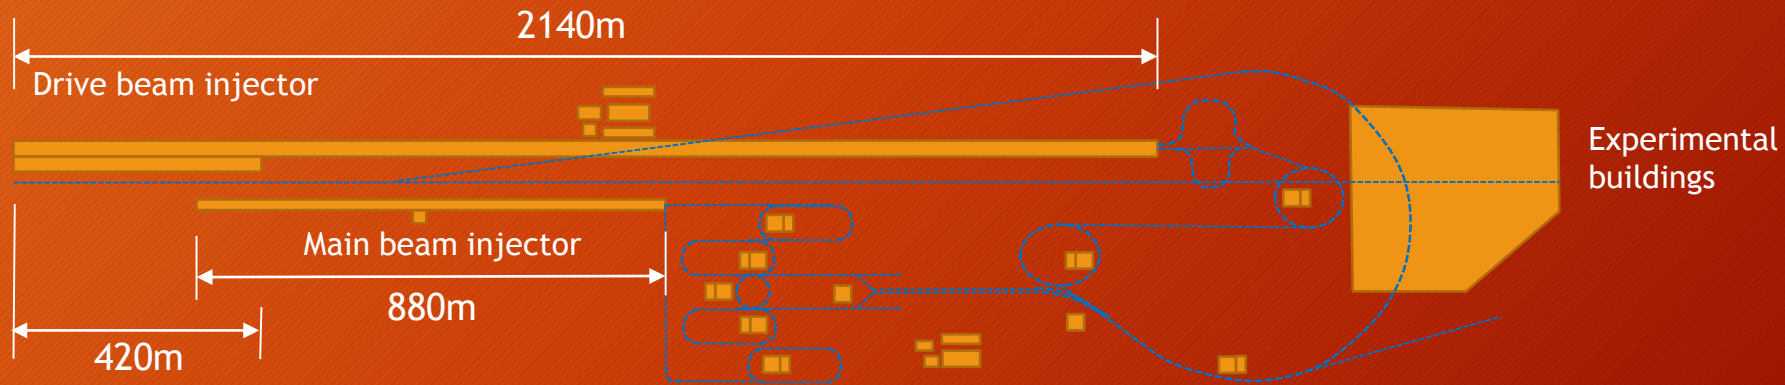 2140m
Drive beam injector
Experimental
buildings
Main beam injector
880m
420m